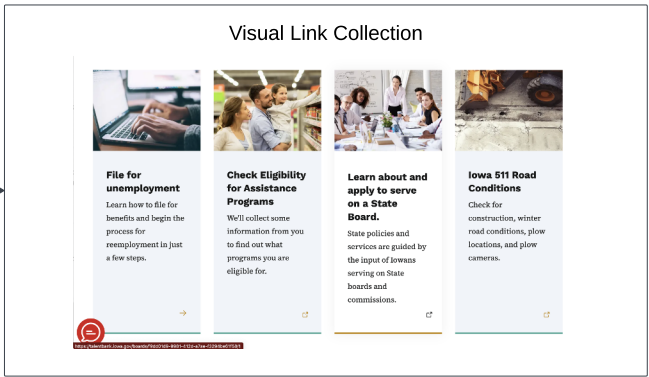 Visual Link Collection
File for
unemployment
Learn how to file for
benefits and begin the
process for
reemployment in just
a few steps.
Check Eligibility
for Assistance
Programs
We'll collect some
information from you
to find out what
programs you are
eligible for.
Learn about and
apply to serve
on a State
Board.
State policies and
services are guided by
the input of Iowans
serving on State
boards and
commissions.
Iowa 511 Road
Conditions
Check for
construction, winter
road conditions, plow
locations, and plow
cameras.